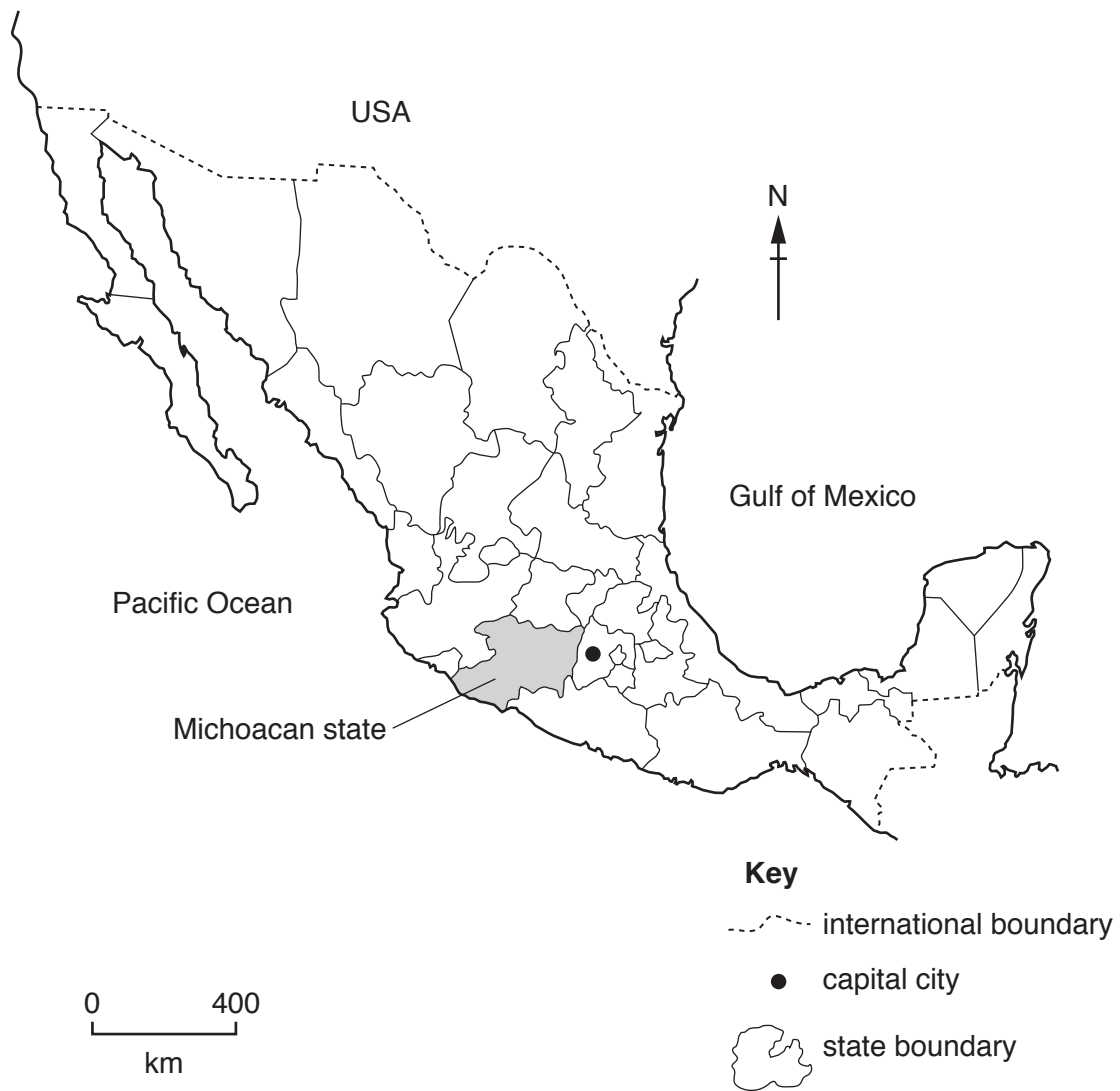 USA
N
Gulf of Mexico
Pacific Ocean
Michoacan state
Key
international boundary
capital city
state boundary
0 400
km